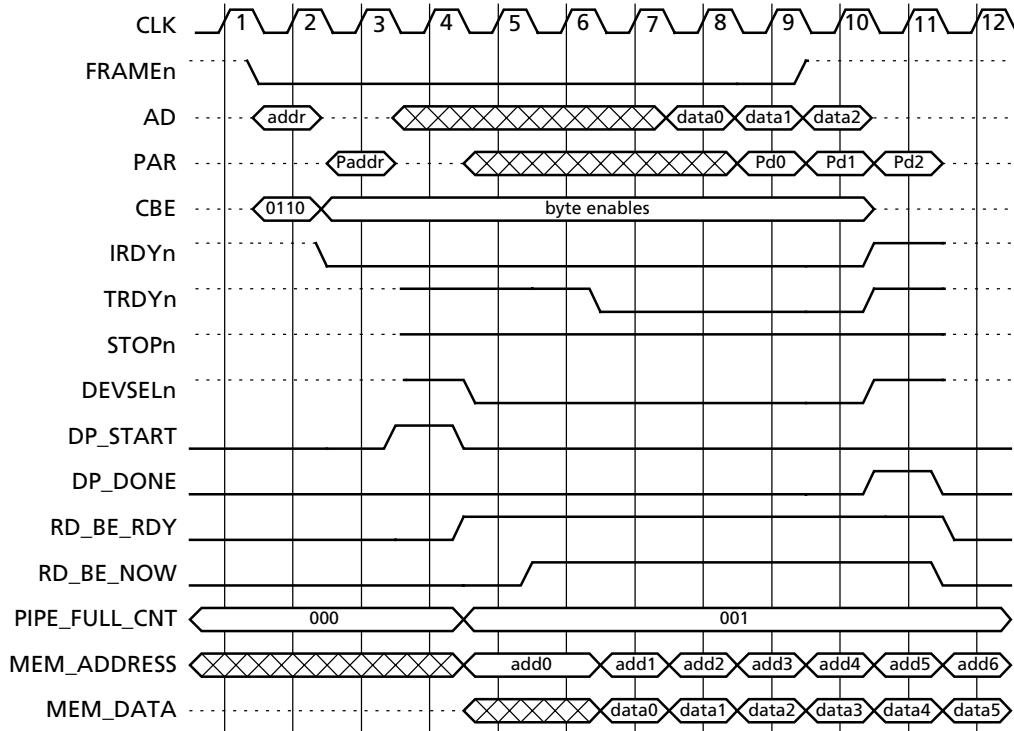 CLK 1 2 3 4 5 6 7 8 9 10 11 12
FRAMEn
AD addr data0 data1 data2
PAR Paddr Pd0 Pd1 Pd2
CBE 0110 byte enables
IRDYn
TRDYn
STOPn
DEVSELn
DP_START
DP_DONE
RD_BE_RDY
RD_BE_NOW
PIPE_FULL_CNT 000 001
MEM_ADDRESS add0 add1 add2 add3 add4 add5 add6
MEM_DATA data0 data1 data2 data3 data4 data5